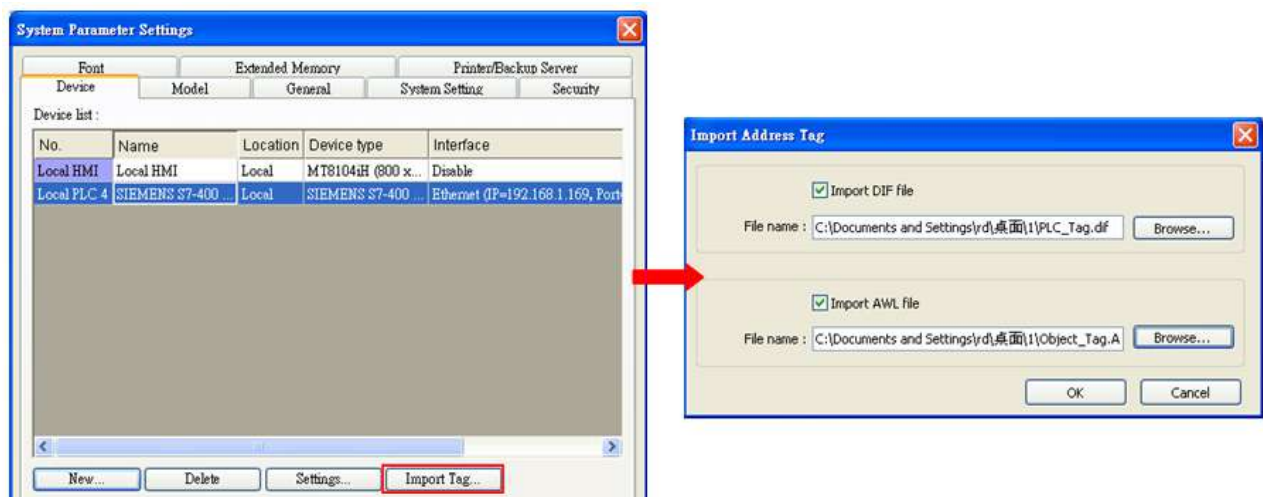 System Parameter Settings
Font Extended Memory Printer/Backup Server
Device Model General System Setting Security
Device list :
No. Name Location Device type Interface
Local HMI Local HMI Local MT8104iH (800 x... Disable
Local PLC 4 SIEMENS S7-400 ... Local SIEMENS S7-400 ... Ethernet (IP=192.168.1.169, Port
New... Delete Settings... Import Tag...
Import Address Tag
Import DIF file
File name : C:\Documents and Settings\rd\桌面\1\PLC_Tag.dif Browse...
Import AWL file
File name : C:\Documents and Settings\rd\桌面\1\Object_Tag.A Browse...
OK Cancel